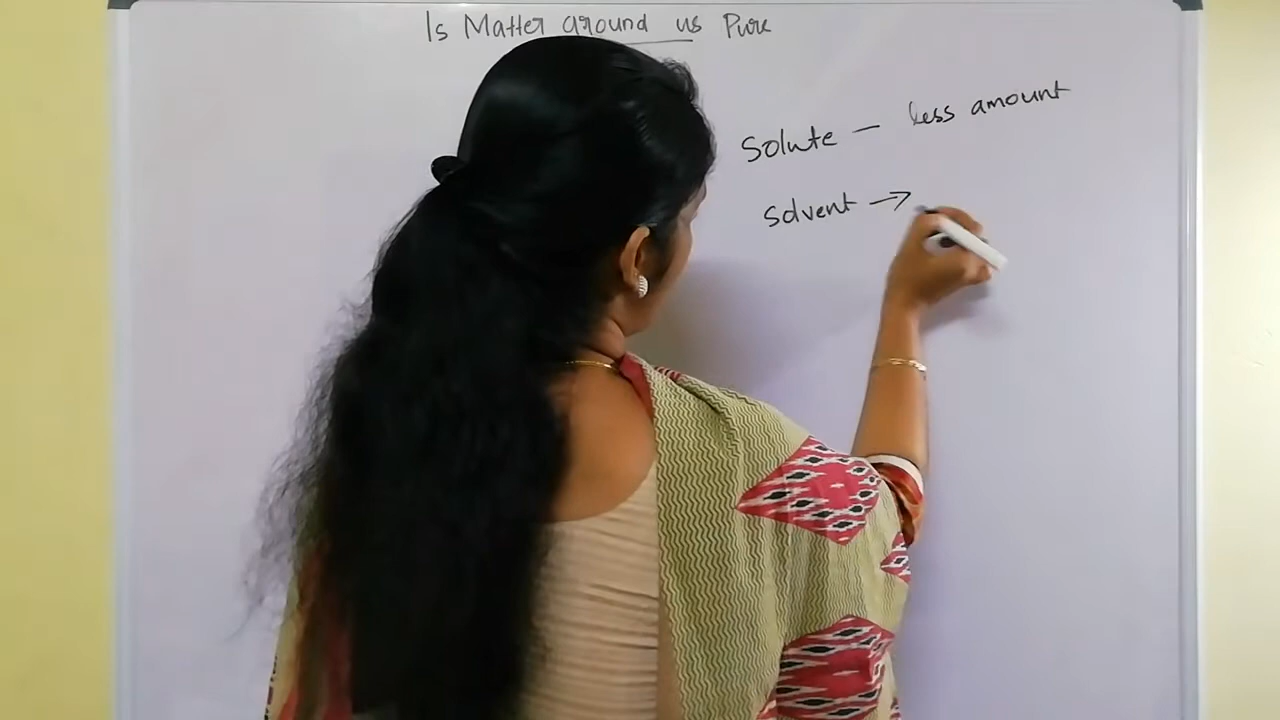 Is Matter around us Pure
Solute – less amount
Solvent →